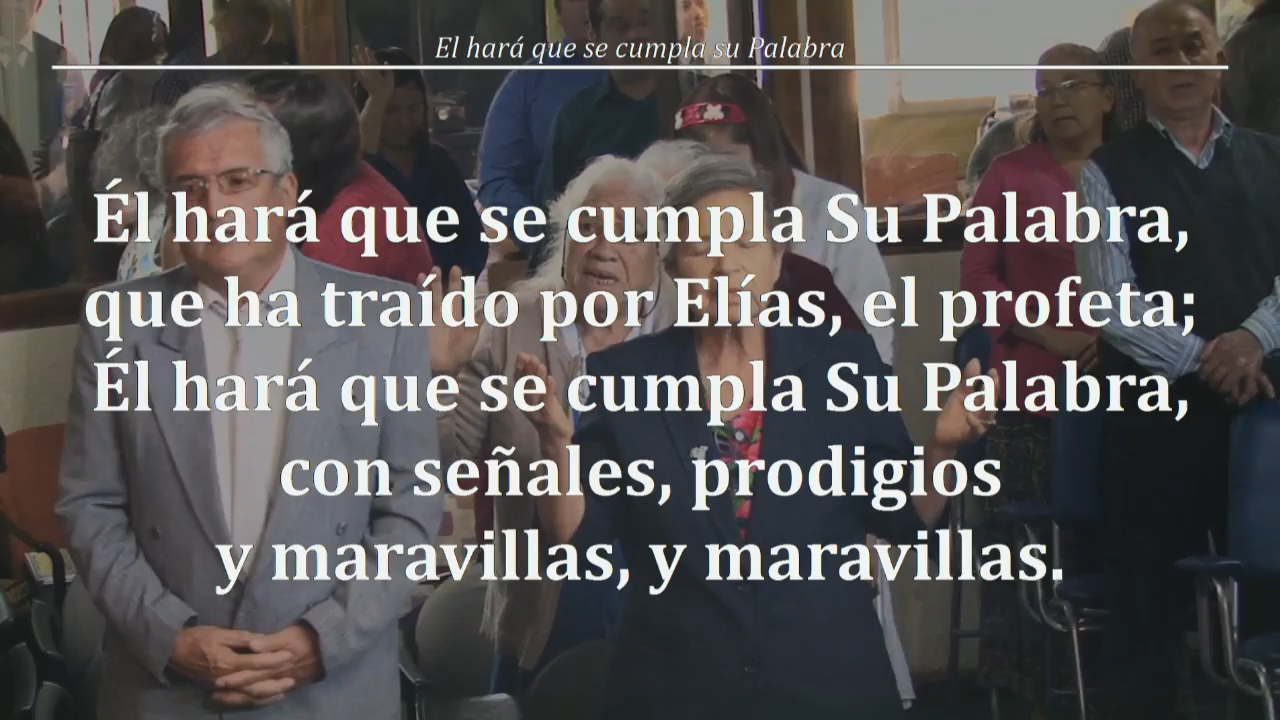 El hará que se cumpla su Palabra
Él hará que se cumpla Su Palabra,
que ha traído por Elías, el profeta;
Él hará que se cumpla Su Palabra,
con señales, prodigios
y maravillas, y maravillas.